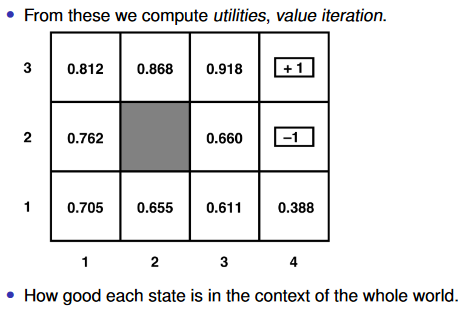 • From these we compute utilities, value iteration.
3 0.812 0.868 0.918 + 1
2 0.762 0.660 –1
1 0.705 0.655 0.611 0.388
1 2 3 4
• How good each state is in the context of the whole world.